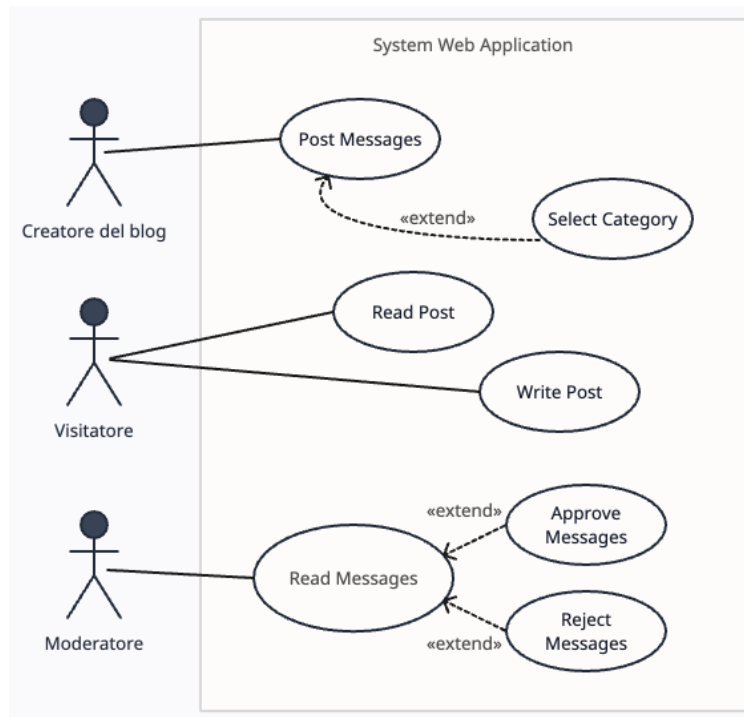 System Web Application
Post Messages
Creatore del blog
«extend»
Select Category
Read Post
Visitatore
Write Post
«extend»
Approve
Messages
Read Messages
Moderatore
«extend»
Reject
Messages